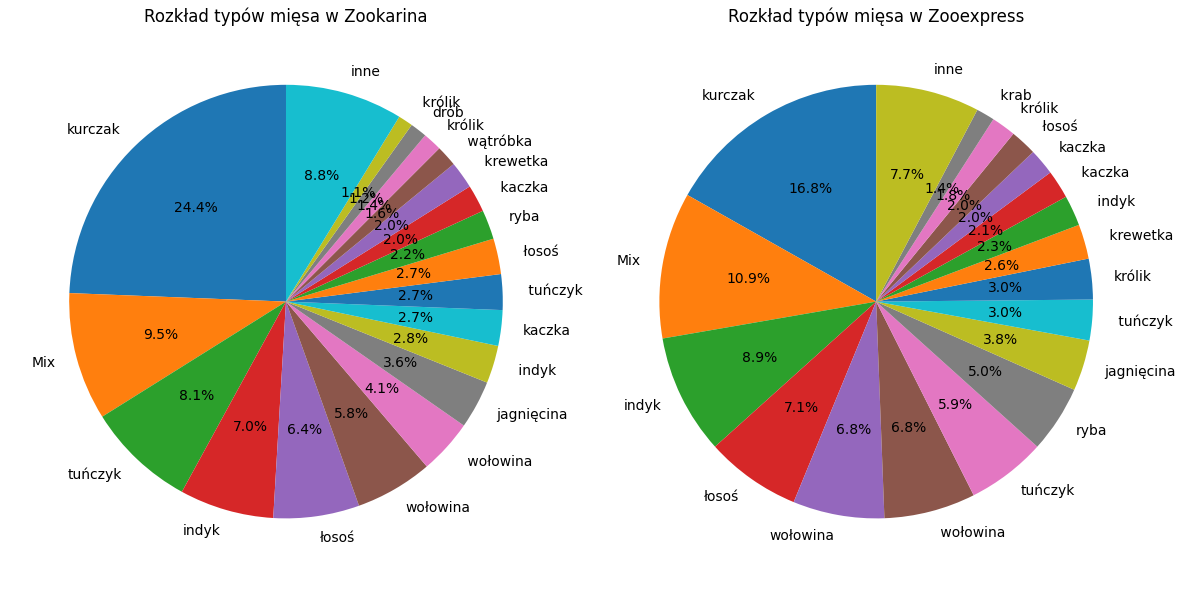 Rozkład typów mięsa w Zookarina
inne
królik
drób
królik
wątróbka
krewetka
kaczka
ryba
łosoś
tuńczyk
kaczka
indyk
jagnięcina
wołowina
wołowina
łosoś
indyk
tuńczyk
Mix
kurczak
8.8%
1.1%
1.2%
1.4%
1.6%
2.0%
2.0%
2.2%
2.7%
2.7%
2.7%
2.8%
3.6%
4.1%
5.8%
6.4%
7.0%
8.1%
9.5%
24.4%
Rozkład typów mięsa w Zooexpress
inne
krab
królik
łosoś
kaczka
kaczka
indyk
krewetka
królik
tuńczyk
jagnięcina
ryba
tuńczyk
wołowina
wołowina
łosoś
indyk
Mix
kurczak
7.7%
1.4%
1.8%
2.0%
2.0%
2.1%
2.3%
2.6%
3.0%
3.0%
3.8%
5.0%
5.9%
6.8%
6.8%
7.1%
8.9%
10.9%
16.8%